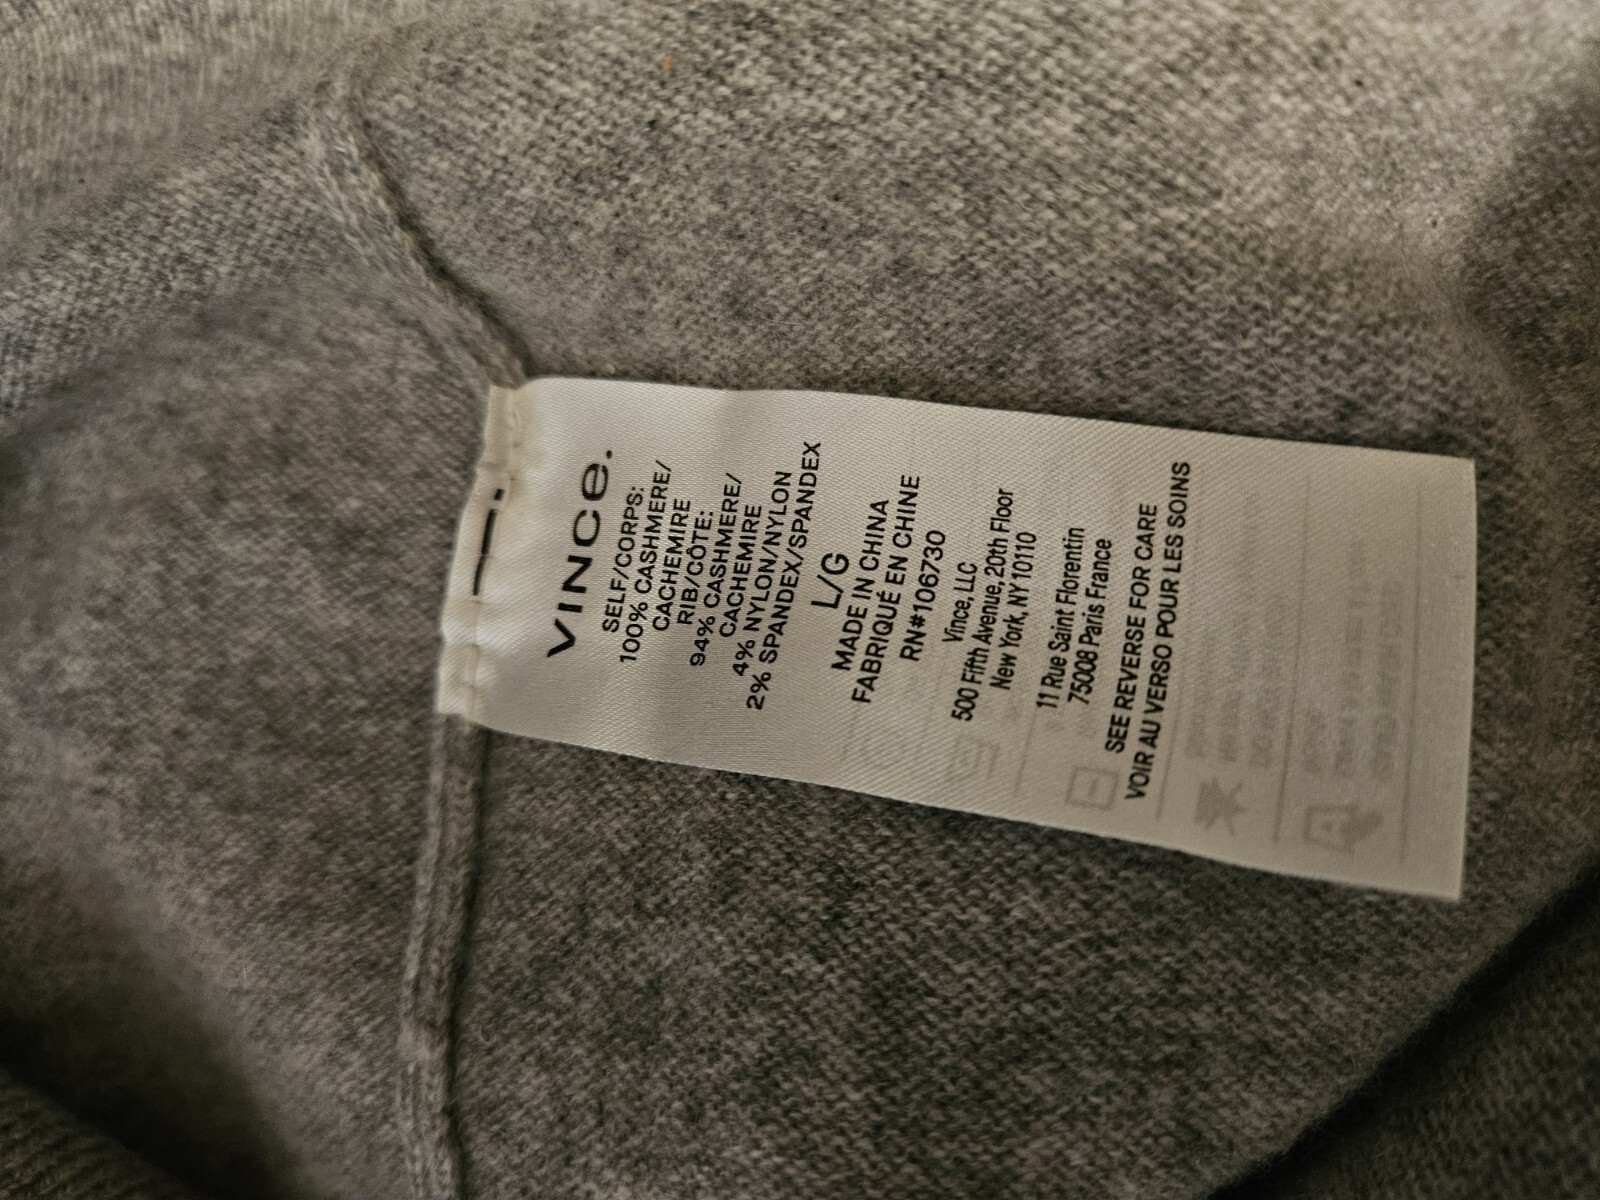 VINCE.
SELF/CORPS:
100% CASHMERE/
CACHEMIRE
RIB/CÔTE:
94% CASHMERE/
CACHEMIRE
4% NYLON/NYLON
2% SPANDEX/SPANDEX
L/G
MADE IN CHINA
FABRIQUÉ EN CHINE
RN#106730
Vince, LLC
500 Fifth Avenue, 20th Floor
New York, NY 10110
11 Rue Saint Florentin
75008 Paris France
SEE REVERSE FOR CARE
VOIR AU VERSO POUR LES SOINS